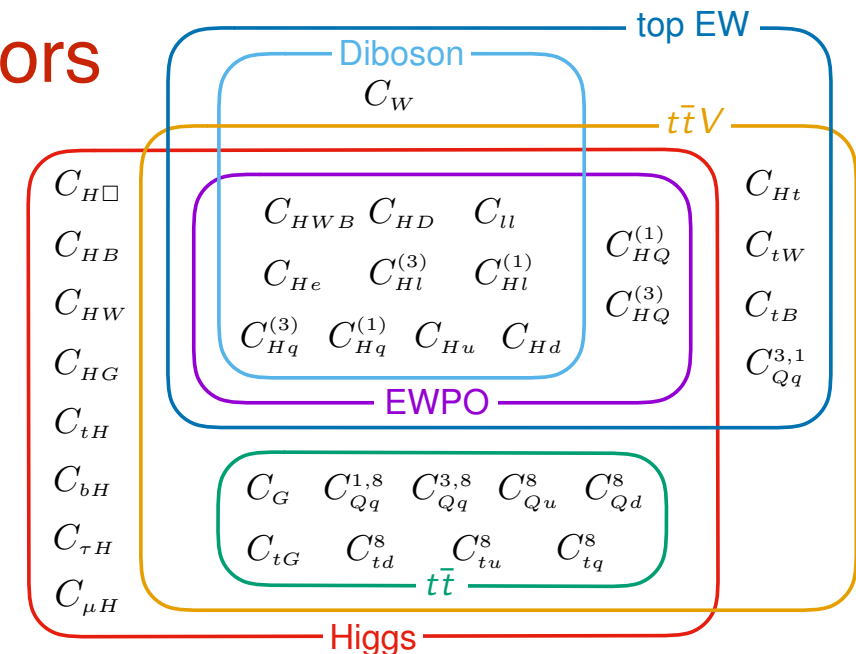 ors
top EW
Diboson
C_W
tt̄V
C_{H□}
C_{HB}
C_{HW}
C_{HG}
C_{tH}
C_{bH}
C_{τH}
C_{μH}
C_{HWB} C_{HD} C_{ll}
C_{He} C_{Hl}^{(3)} C_{Hl}^{(1)}
C_{Hq}^{(3)} C_{Hq}^{(1)} C_{Hu} C_{Hd}
C_{HQ}^{(1)}
C_{HQ}^{(3)}
C_{Ht}
C_{tW}
C_{tB}
C_{Qq}^{3,1}
EWPO
C_G C_{Qq}^{1,8} C_{Qq}^{3,8} C_{Qu}^{8} C_{Qd}^{8}
C_{tG} C_{td}^{8} C_{tu}^{8} C_{tq}^{8}
tt̄
Higgs